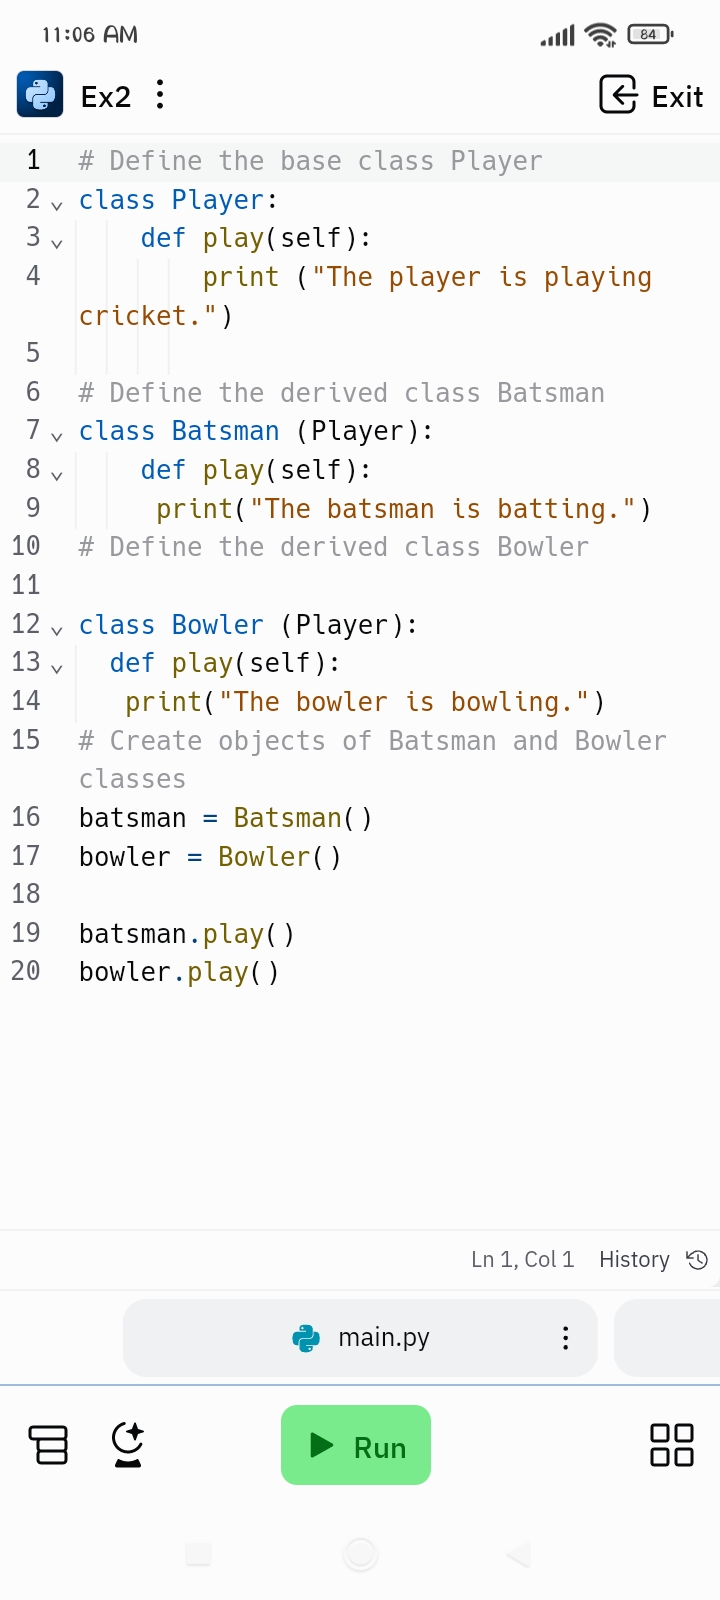 11:06 AM
84
Ex2
Exit
1 # Define the base class Player
2 class Player:
3     def play(self):
4         print ("The player is playing
cricket.")
5
6 # Define the derived class Batsman
7 class Batsman (Player):
8     def play(self):
9      print("The batsman is batting.")
10 # Define the derived class Bowler
11
12 class Bowler (Player):
13   def play(self):
14    print("The bowler is bowling.")
15 # Create objects of Batsman and Bowler
classes
16 batsman = Batsman()
17 bowler = Bowler()
18
19 batsman.play()
20 bowler.play()
Ln 1, Col 1 History
main.py
Run